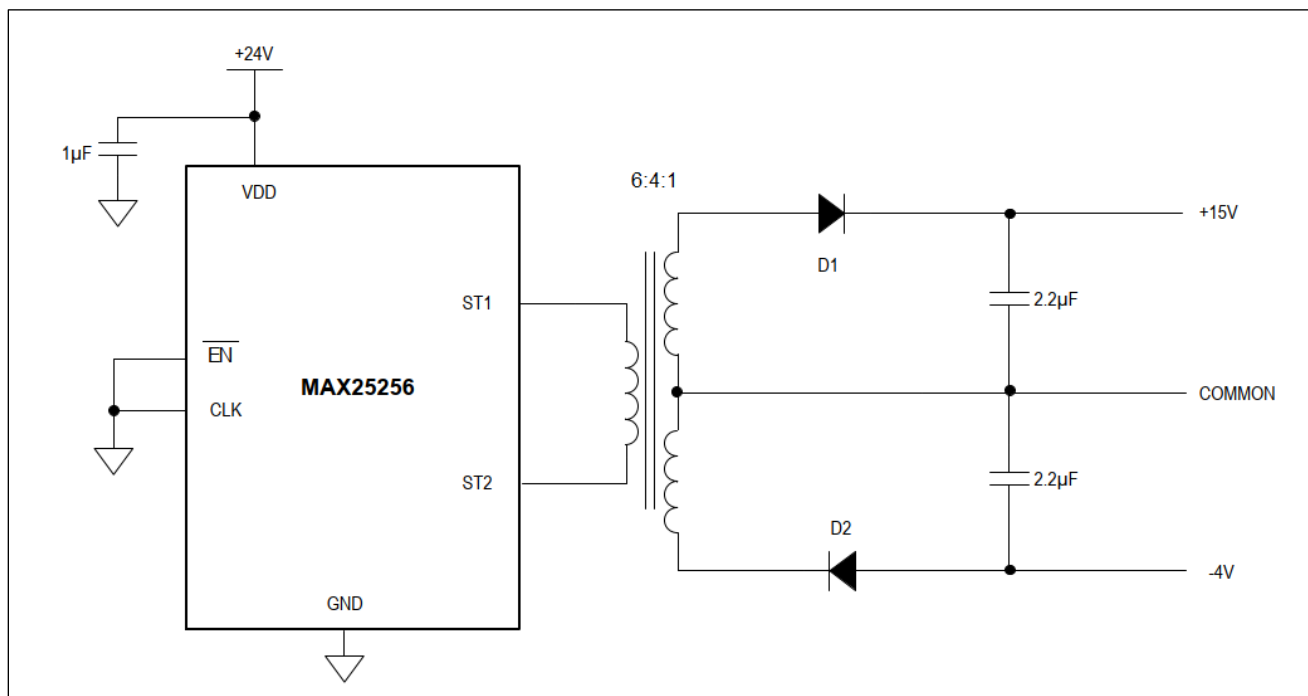 +24V
1µF
VDD
6:4:1
+15V
D1
ST1
2.2µF
EN
MAX25256
CLK
COMMON
ST2
2.2µF
D2
-4V
GND